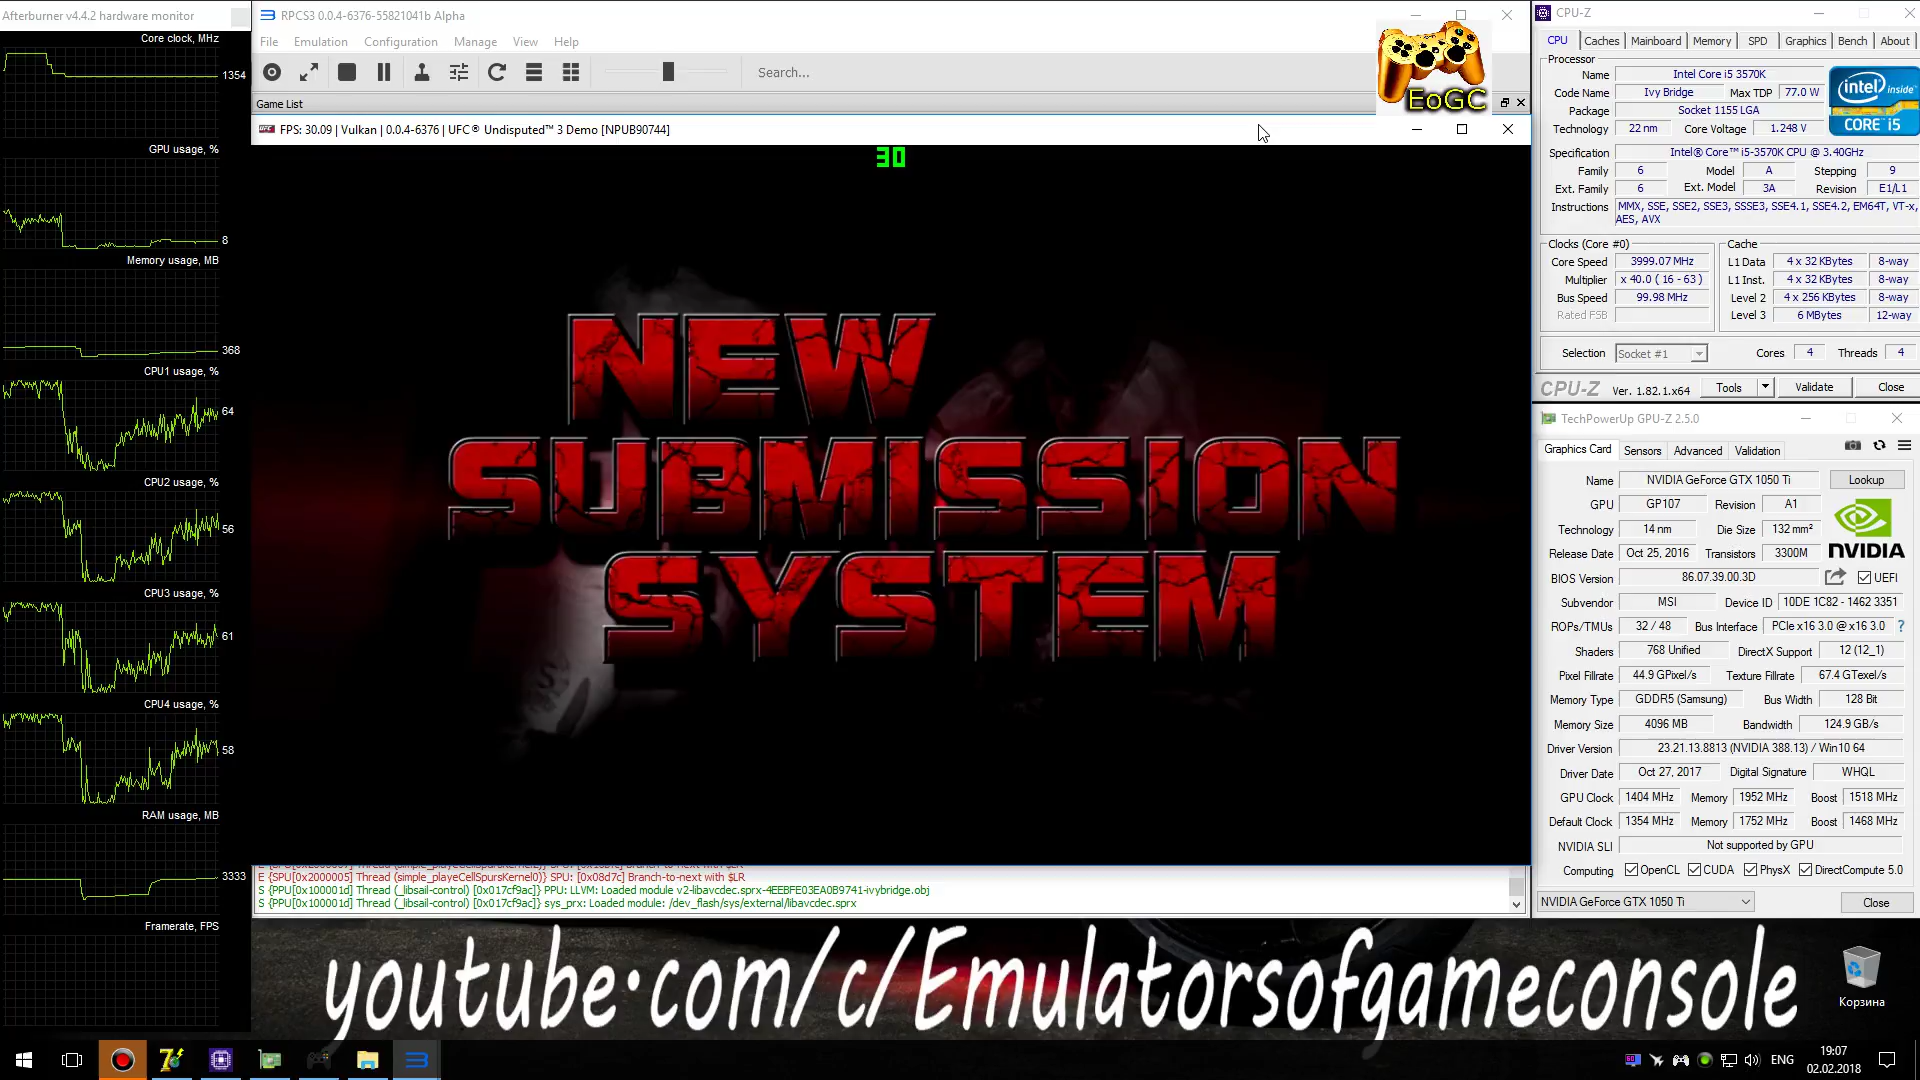 Afterburner v4.4.2 hardware monitor
Core clock, MHz
1354
GPU usage, %
8
Memory usage, MB
368
CPU1 usage, %
64
CPU2 usage, %
56
CPU3 usage, %
61
CPU4 usage, %
58
RAM usage, MB
3333
Framerate, FPS
RPCS3 0.0.4-6376-55821041b Alpha
File Emulation Configuration Manage View Help
Search...
EoGC
Game List
FPS: 30.09 | Vulkan | 0.0.4-6376 | UFC® Undisputed™ 3 Demo [NPUB90744]
30
NEW
SUBMISSION
SYSTEM
E {SPU[0x2000005] Thread (simple_playeCellSpursKernel0)} SPU: [0x08d7c] Branch-to-next with $LR
S {PPU[0x100001d] Thread (_libsail-control) [0x017cf9ac]} PPU: LLVM: Loaded module v2-libavcdec.sprx-4EEBFE03EA0B9741-ivybridge.obj
S {PPU[0x100001d] Thread (_libsail-control) [0x017cf9ac]} sys_prx: Loaded module: /dev_flash/sys/external/libavcdec.sprx
CPU-Z
CPU Caches Mainboard Memory SPD Graphics Bench About
Processor
Name Intel Core i5 3570K
Code Name Ivy Bridge Max TDP 77.0 W
Package Socket 1155 LGA
Technology 22 nm Core Voltage 1.248 V
intel inside™
CORE i5
Specification Intel® Core™ i5-3570K CPU @ 3.40GHz
Family 6 Model A Stepping 9
Ext. Family 6 Ext. Model 3A Revision E1/L1
Instructions MMX, SSE, SSE2, SSE3, SSSE3, SSE4.1, SSE4.2, EM64T, VT-x,
AES, AVX
Clocks (Core #0) Cache
Core Speed 3999.07 MHz L1 Data 4 x 32 KBytes 8-way
Multiplier x 40.0 ( 16 - 63 ) L1 Inst. 4 x 32 KBytes 8-way
Bus Speed 99.98 MHz Level 2 4 x 256 KBytes 8-way
Rated FSB Level 3 6 MBytes 12-way
Selection Socket #1 Cores 4 Threads 4
CPU-Z Ver. 1.82.1.x64 Tools Validate Close
TechPowerUp GPU-Z 2.5.0
Graphics Card Sensors Advanced Validation
Name NVIDIA GeForce GTX 1050 Ti Lookup
GPU GP107 Revision A1
Technology 14 nm Die Size 132 mm²
Release Date Oct 25, 2016 Transistors 3300M
NVIDIA
BIOS Version 86.07.39.00.3D UEFI
Subvendor MSI Device ID 10DE 1C82 - 1462 3351
ROPs/TMUs 32 / 48 Bus Interface PCIe x16 3.0 @ x16 3.0 ?
Shaders 768 Unified DirectX Support 12 (12_1)
Pixel Fillrate 44.9 GPixel/s Texture Fillrate 67.4 GTexel/s
Memory Type GDDR5 (Samsung) Bus Width 128 Bit
Memory Size 4096 MB Bandwidth 124.9 GB/s
Driver Version 23.21.13.8813 (NVIDIA 388.13) / Win10 64
Driver Date Oct 27, 2017 Digital Signature WHQL
GPU Clock 1404 MHz Memory 1952 MHz Boost 1518 MHz
Default Clock 1354 MHz Memory 1752 MHz Boost 1468 MHz
NVIDIA SLI Not supported by GPU
Computing OpenCL CUDA PhysX DirectCompute 5.0
NVIDIA GeForce GTX 1050 Ti Close
youtube.com/c/Emulatorsofgameconsole
Корзина
ENG
19:07
02.02.2018